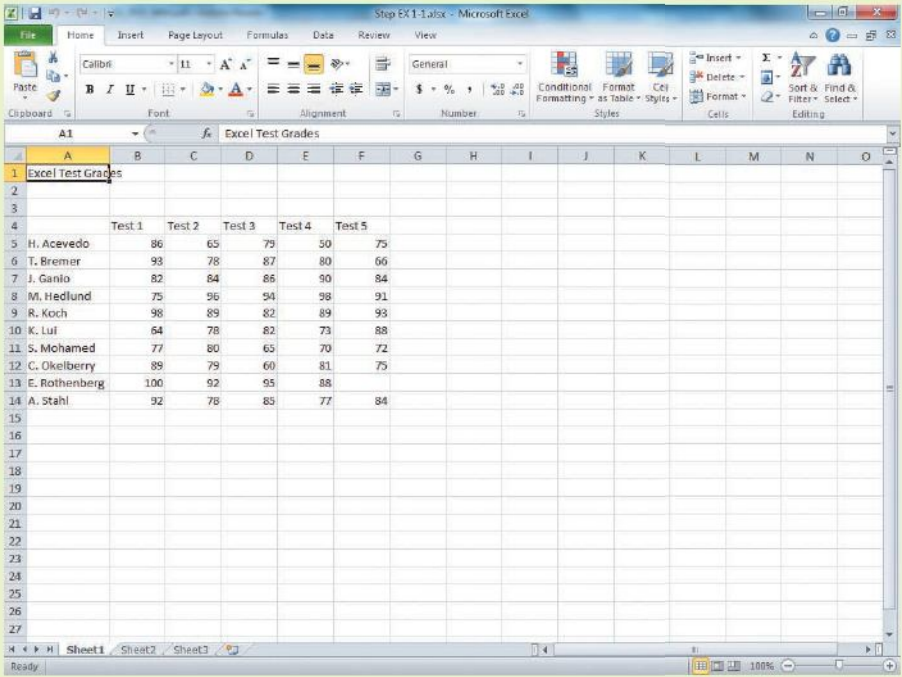 Step EX 1-1.xlsx - Microsoft Excel
File Home Insert Page Layout Formulas Data Review View
Calibri 11 A A General Insert Σ
Paste Delete
B I U A $ % , Conditional Formatting Format as Table Cell Styles Format Sort & Filter Find & Select
Clipboard Font Alignment Number Styles Cells Editing
A1 fx Excel Test Grades
A B C D E F G H I J K L M N O
1 Excel Test Grades
2
3
4 Test 1 Test 2 Test 3 Test 4 Test 5
5 H. Acevedo 86 65 79 50 75
6 T. Bremer 93 78 87 80 66
7 J. Ganio 82 84 86 90 84
8 M. Hedlund 75 96 94 98 91
9 R. Koch 98 89 82 89 93
10 K. Lui 64 78 82 73 88
11 S. Mohamed 77 80 65 70 72
12 C. Okelberry 89 79 60 81 75
13 E. Rothenberg 100 92 95 88
14 A. Stahl 92 78 85 77 84
15
16
17
18
19
20
21
22
23
24
25
26
27
Sheet1 Sheet2 Sheet3
Ready 100%